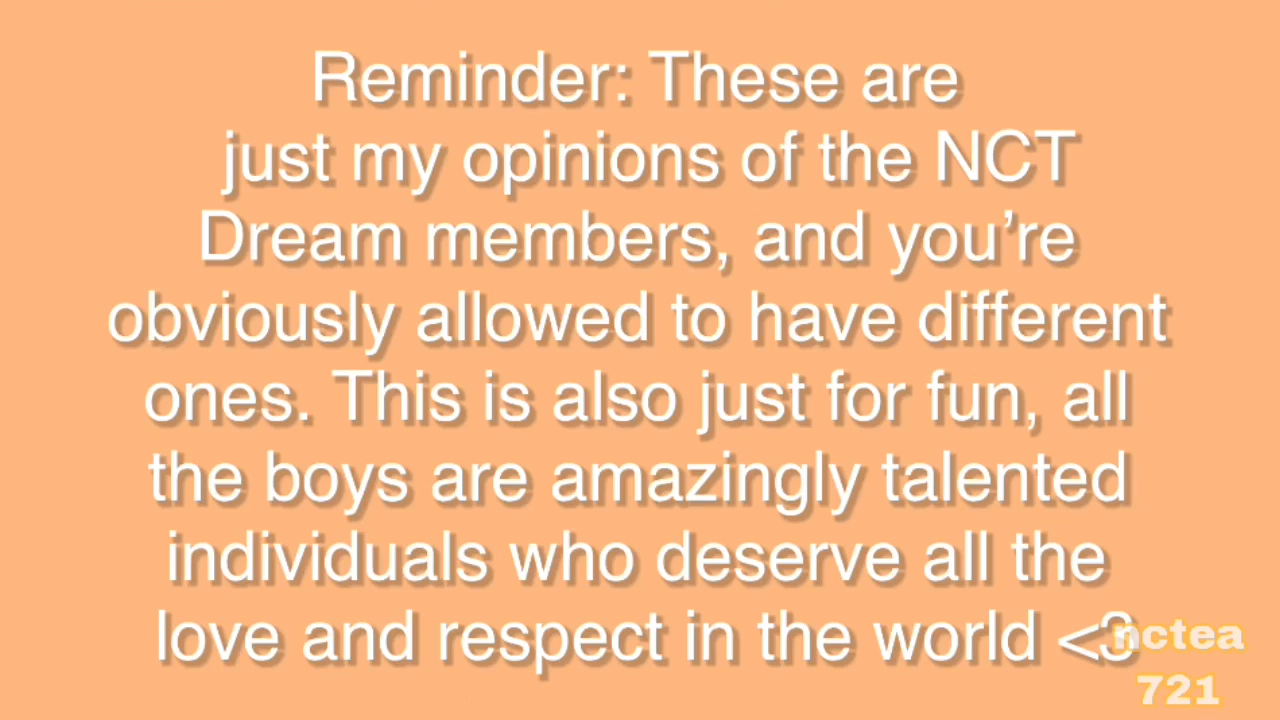 Reminder: These are
just my opinions of the NCT
Dream members, and you’re
obviously allowed to have different
ones. This is also just for fun, all
the boys are amazingly talented
individuals who deserve all the
love and respect in the world <3
nctea
721